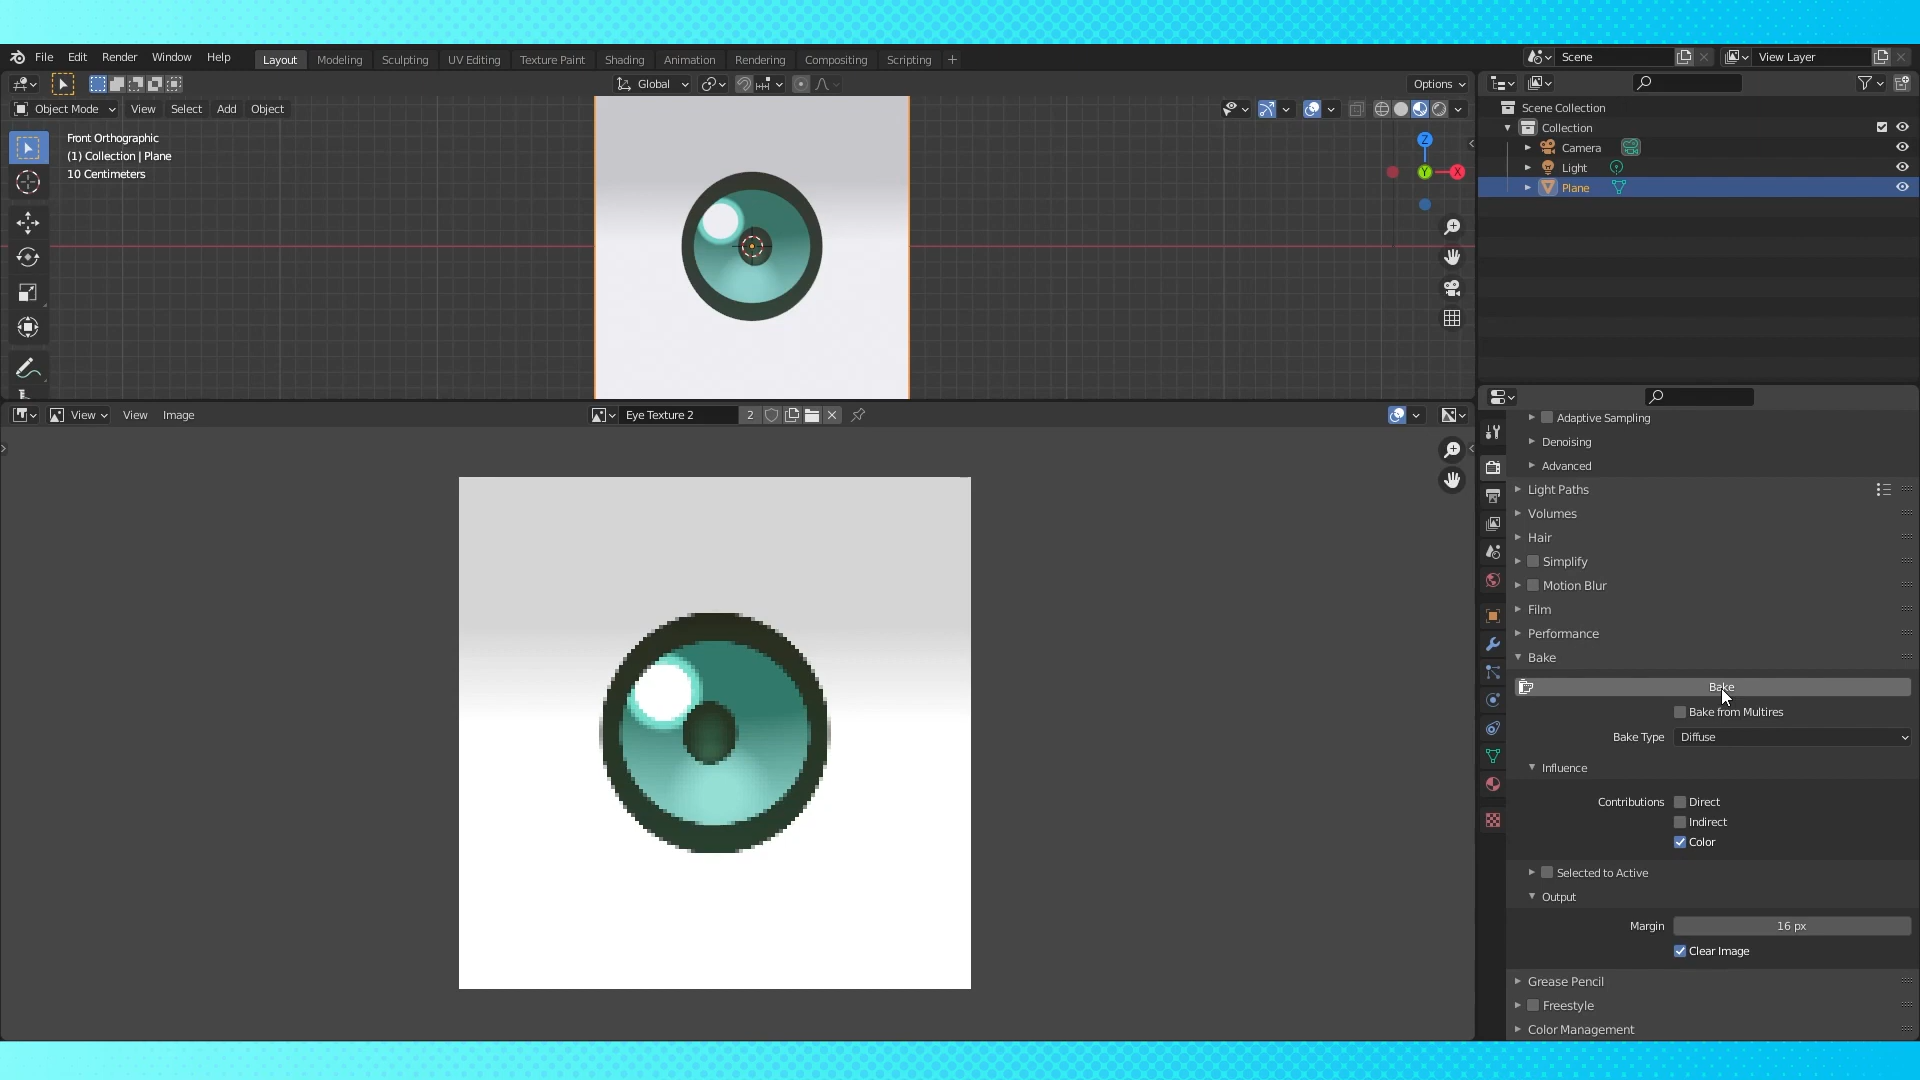 File Edit Render Window Help Layout Modeling Sculpting UV Editing Texture Paint Shading Animation Rendering Compositing Scripting + Scene View Layer
Global Options
Object Mode View Select Add Object
Front Orthographic
(1) Collection | Plane
10 Centimeters
Z
Y
X
Scene Collection
Collection
Camera
Light
Plane
View View Image Eye Texture 2 2
Adaptive Sampling
Denoising
Advanced
Light Paths
Volumes
Hair
Simplify
Motion Blur
Film
Performance
Bake
Bake
Bake from Multires
Bake Type Diffuse
Influence
Contributions Direct
Indirect
Color
Selected to Active
Output
Margin 16 px
Clear Image
Grease Pencil
Freestyle
Color Management